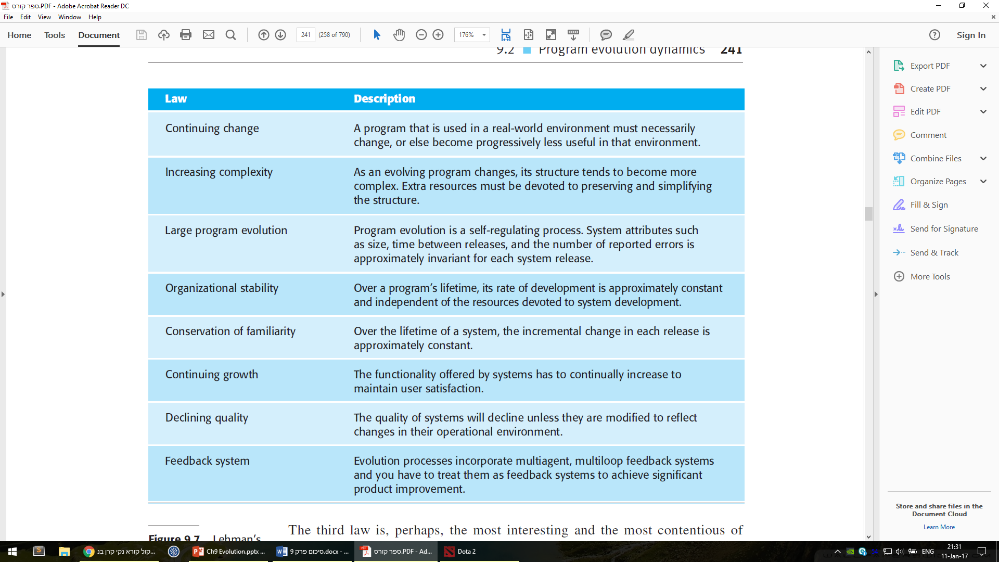 ספר קורס.PDF - Adobe Acrobat Reader DC
File Edit View Window Help
Home Tools Document 241 (258 of 790) 176% Sign In
9.2 Program evolution dynamics 241
Law Description
Continuing change A program that is used in a real-world environment must necessarily
change, or else become progressively less useful in that environment.
Increasing complexity As an evolving program changes, its structure tends to become more
complex. Extra resources must be devoted to preserving and simplifying
the structure.
Large program evolution Program evolution is a self-regulating process. System attributes such
as size, time between releases, and the number of reported errors is
approximately invariant for each system release.
Organizational stability Over a program's lifetime, its rate of development is approximately constant
and independent of the resources devoted to system development.
Conservation of familiarity Over the lifetime of a system, the incremental change in each release is
approximately constant.
Continuing growth The functionality offered by systems has to continually increase to
maintain user satisfaction.
Declining quality The quality of systems will decline unless they are modified to reflect
changes in their operational environment.
Feedback system Evolution processes incorporate multiagent, multiloop feedback systems
and you have to treat them as feedback systems to achieve significant
product improvement.
The third law is, perhaps, the most interesting and the most contentious of
Figure 9.7 Lehman's
Export PDF
Create PDF
Edit PDF
Comment
Combine Files
Organize Pages
Fill & Sign
Send for Signature
Send & Track
More Tools
Store and share files in the
Document Cloud
Learn More
קול קורא נקי קרן בנ... Ch9 Evolution.pptx ... סיכום פרק 9.docx - ... ספר קורס.PDF - Ad... Dota 2 ENG 21:31
11-Jan-17